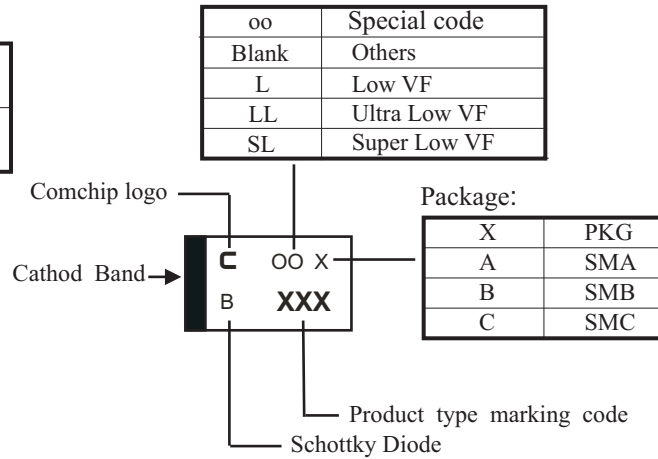 oo Special code
Blank Others
L Low VF
LL Ultra Low VF
SL Super Low VF
Comchip logo
Package:
X PKG
A SMA
B SMB
C SMC
Cathod Band
C OO X
B XXX
Product type marking code
Schottky Diode